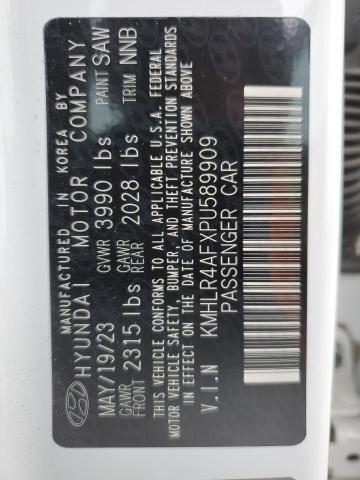 MANUFACTURED IN KOREA BY
HYUNDAI MOTOR COMPANY
MAY/19/23 GVWR 3990 lbs PAINT SAW
GAWR FRONT 2315 lbs GAWR REAR 2028 lbs TRIM NNB
THIS VEHICLE CONFORMS TO ALL APPLICABLE U.S.A. FEDERAL
MOTOR VEHICLE SAFETY, BUMPER, AND THEFT PREVENTION STANDARDS
IN EFFECT ON THE DATE OF MANUFACTURE SHOWN ABOVE
V.I.N KMHLR4AFXPU589909
PASSENGER CAR